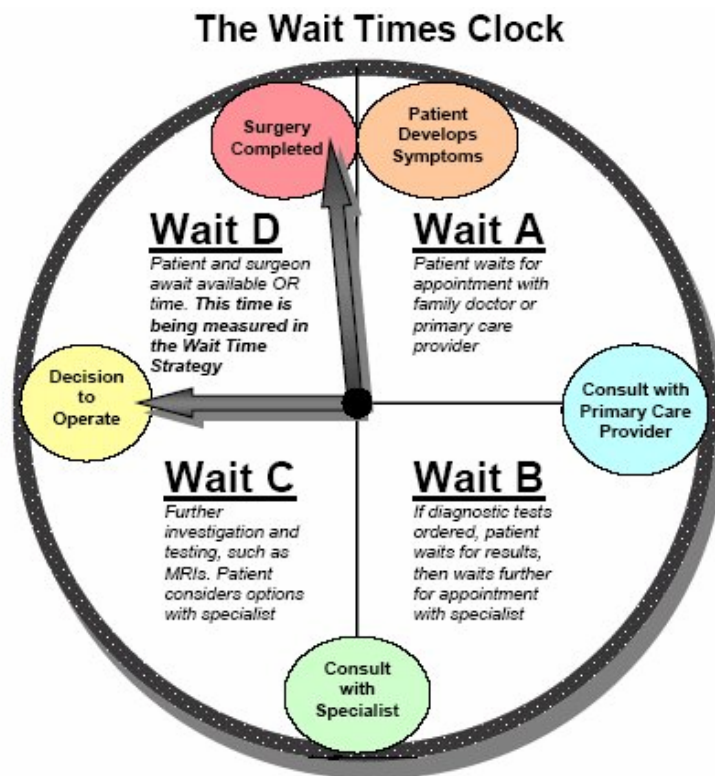 The Wait Times Clock
Surgery
Completed
Patient
Develops
Symptoms
Wait D
Patient and surgeon
await available OR
time. This time is
being measured in
the Wait Time
Strategy
Wait A
Patient waits for
appointment with
family doctor or
primary care
provider
Decision
to
Operate
Consult with
Primary Care
Provider
Wait C
Further
investigation and
testing, such as
MRIs. Patient
considers options
with specialist
Wait B
If diagnostic tests
ordered, patient
waits for results,
then waits further
for appointment
with specialist
Consult
with
Specialist